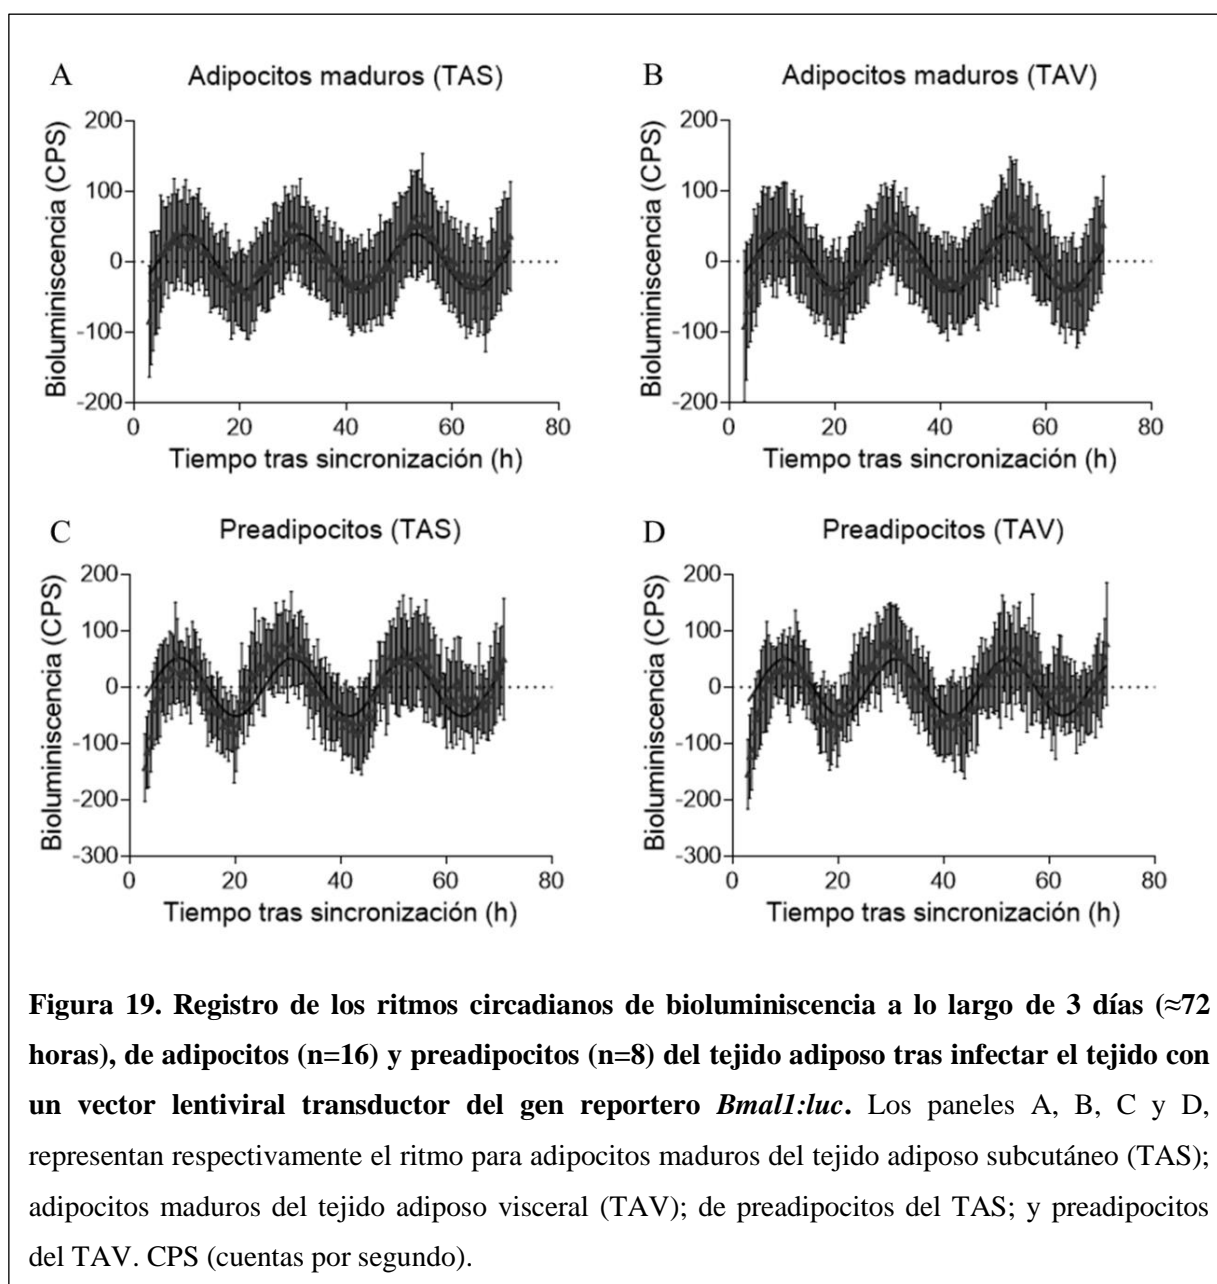 A
Adipocitos maduros (TAS)
Bioluminiscencia (CPS)
200
100
0
-100
-200
0
20
40
60
80
Tiempo tras sincronización (h)
B
Adipocitos maduros (TAV)
Bioluminiscencia (CPS)
200
100
0
-100
-200
0
20
40
60
80
Tiempo tras sincronización (h)
C
Preadipocitos (TAS)
Bioluminiscencia (CPS)
200
100
0
-100
-200
-300
0
20
40
60
80
Tiempo tras sincronización (h)
D
Preadipocitos (TAV)
Bioluminiscencia (CPS)
200
100
0
-100
-200
-300
0
20
40
60
80
Tiempo tras sincronización (h)
Figura 19. Registro de los ritmos circadianos de bioluminiscencia a lo largo de 3 días (≈72
horas), de adipocitos (n=16) y preadipocitos (n=8) del tejido adiposo tras infectar el tejido con
un vector lentiviral transductor del gen reportero Bmal1:luc. Los paneles A, B, C y D,
representan respectivamente el ritmo para adipocitos maduros del tejido adiposo subcutáneo (TAS);
adipocitos maduros del tejido adiposo visceral (TAV); de preadipocitos del TAS; y preadipocitos
del TAV. CPS (cuentas por segundo).